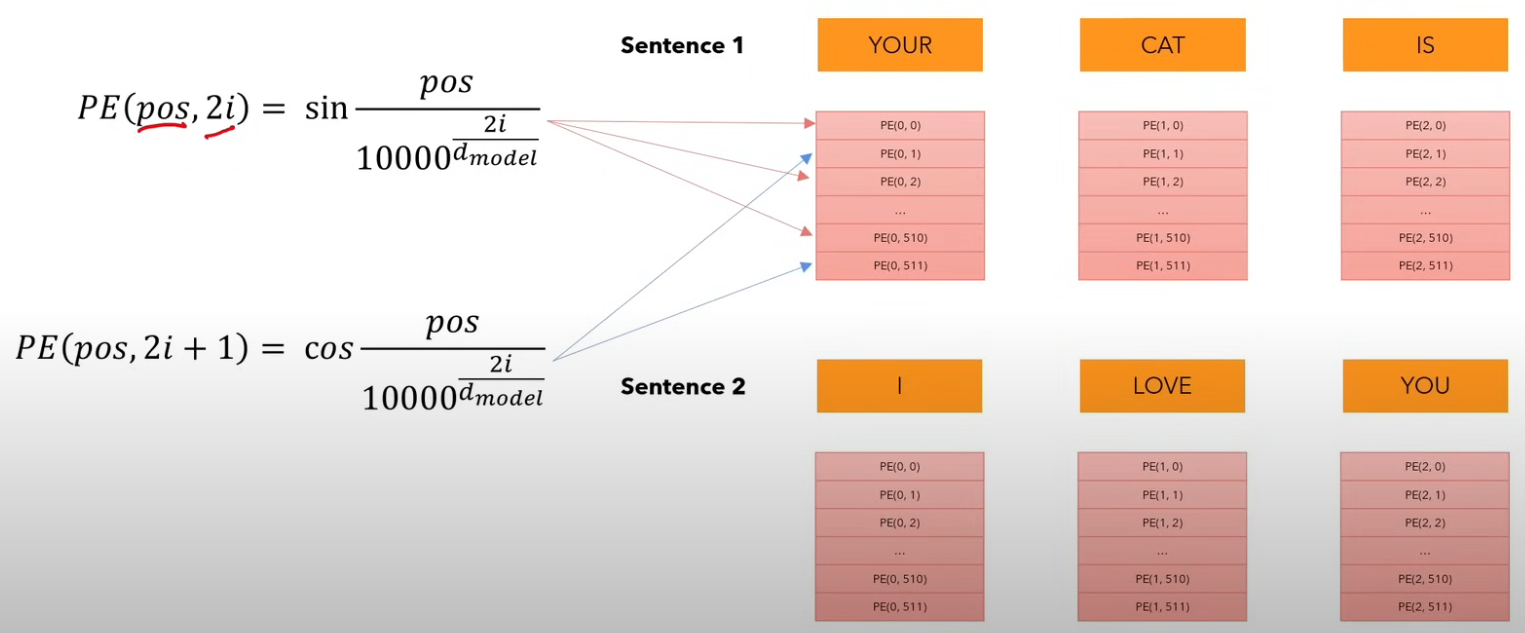 Sentence 1 YOUR CAT IS
PE(pos, 2i) = sin pos / 10000^(2i / d_model)
PE(0, 0) PE(1, 0) PE(2, 0)
PE(0, 1) PE(1, 1) PE(2, 1)
PE(0, 2) PE(1, 2) PE(2, 2)
... ... ...
PE(0, 510) PE(1, 510) PE(2, 510)
PE(0, 511) PE(1, 511) PE(2, 511)
PE(pos, 2i + 1) = cos pos / 10000^(2i / d_model)
Sentence 2 I LOVE YOU
PE(0, 0) PE(1, 0) PE(2, 0)
PE(0, 1) PE(1, 1) PE(2, 1)
PE(0, 2) PE(1, 2) PE(2, 2)
... ... ...
PE(0, 510) PE(1, 510) PE(2, 510)
PE(0, 511) PE(1, 511) PE(2, 511)